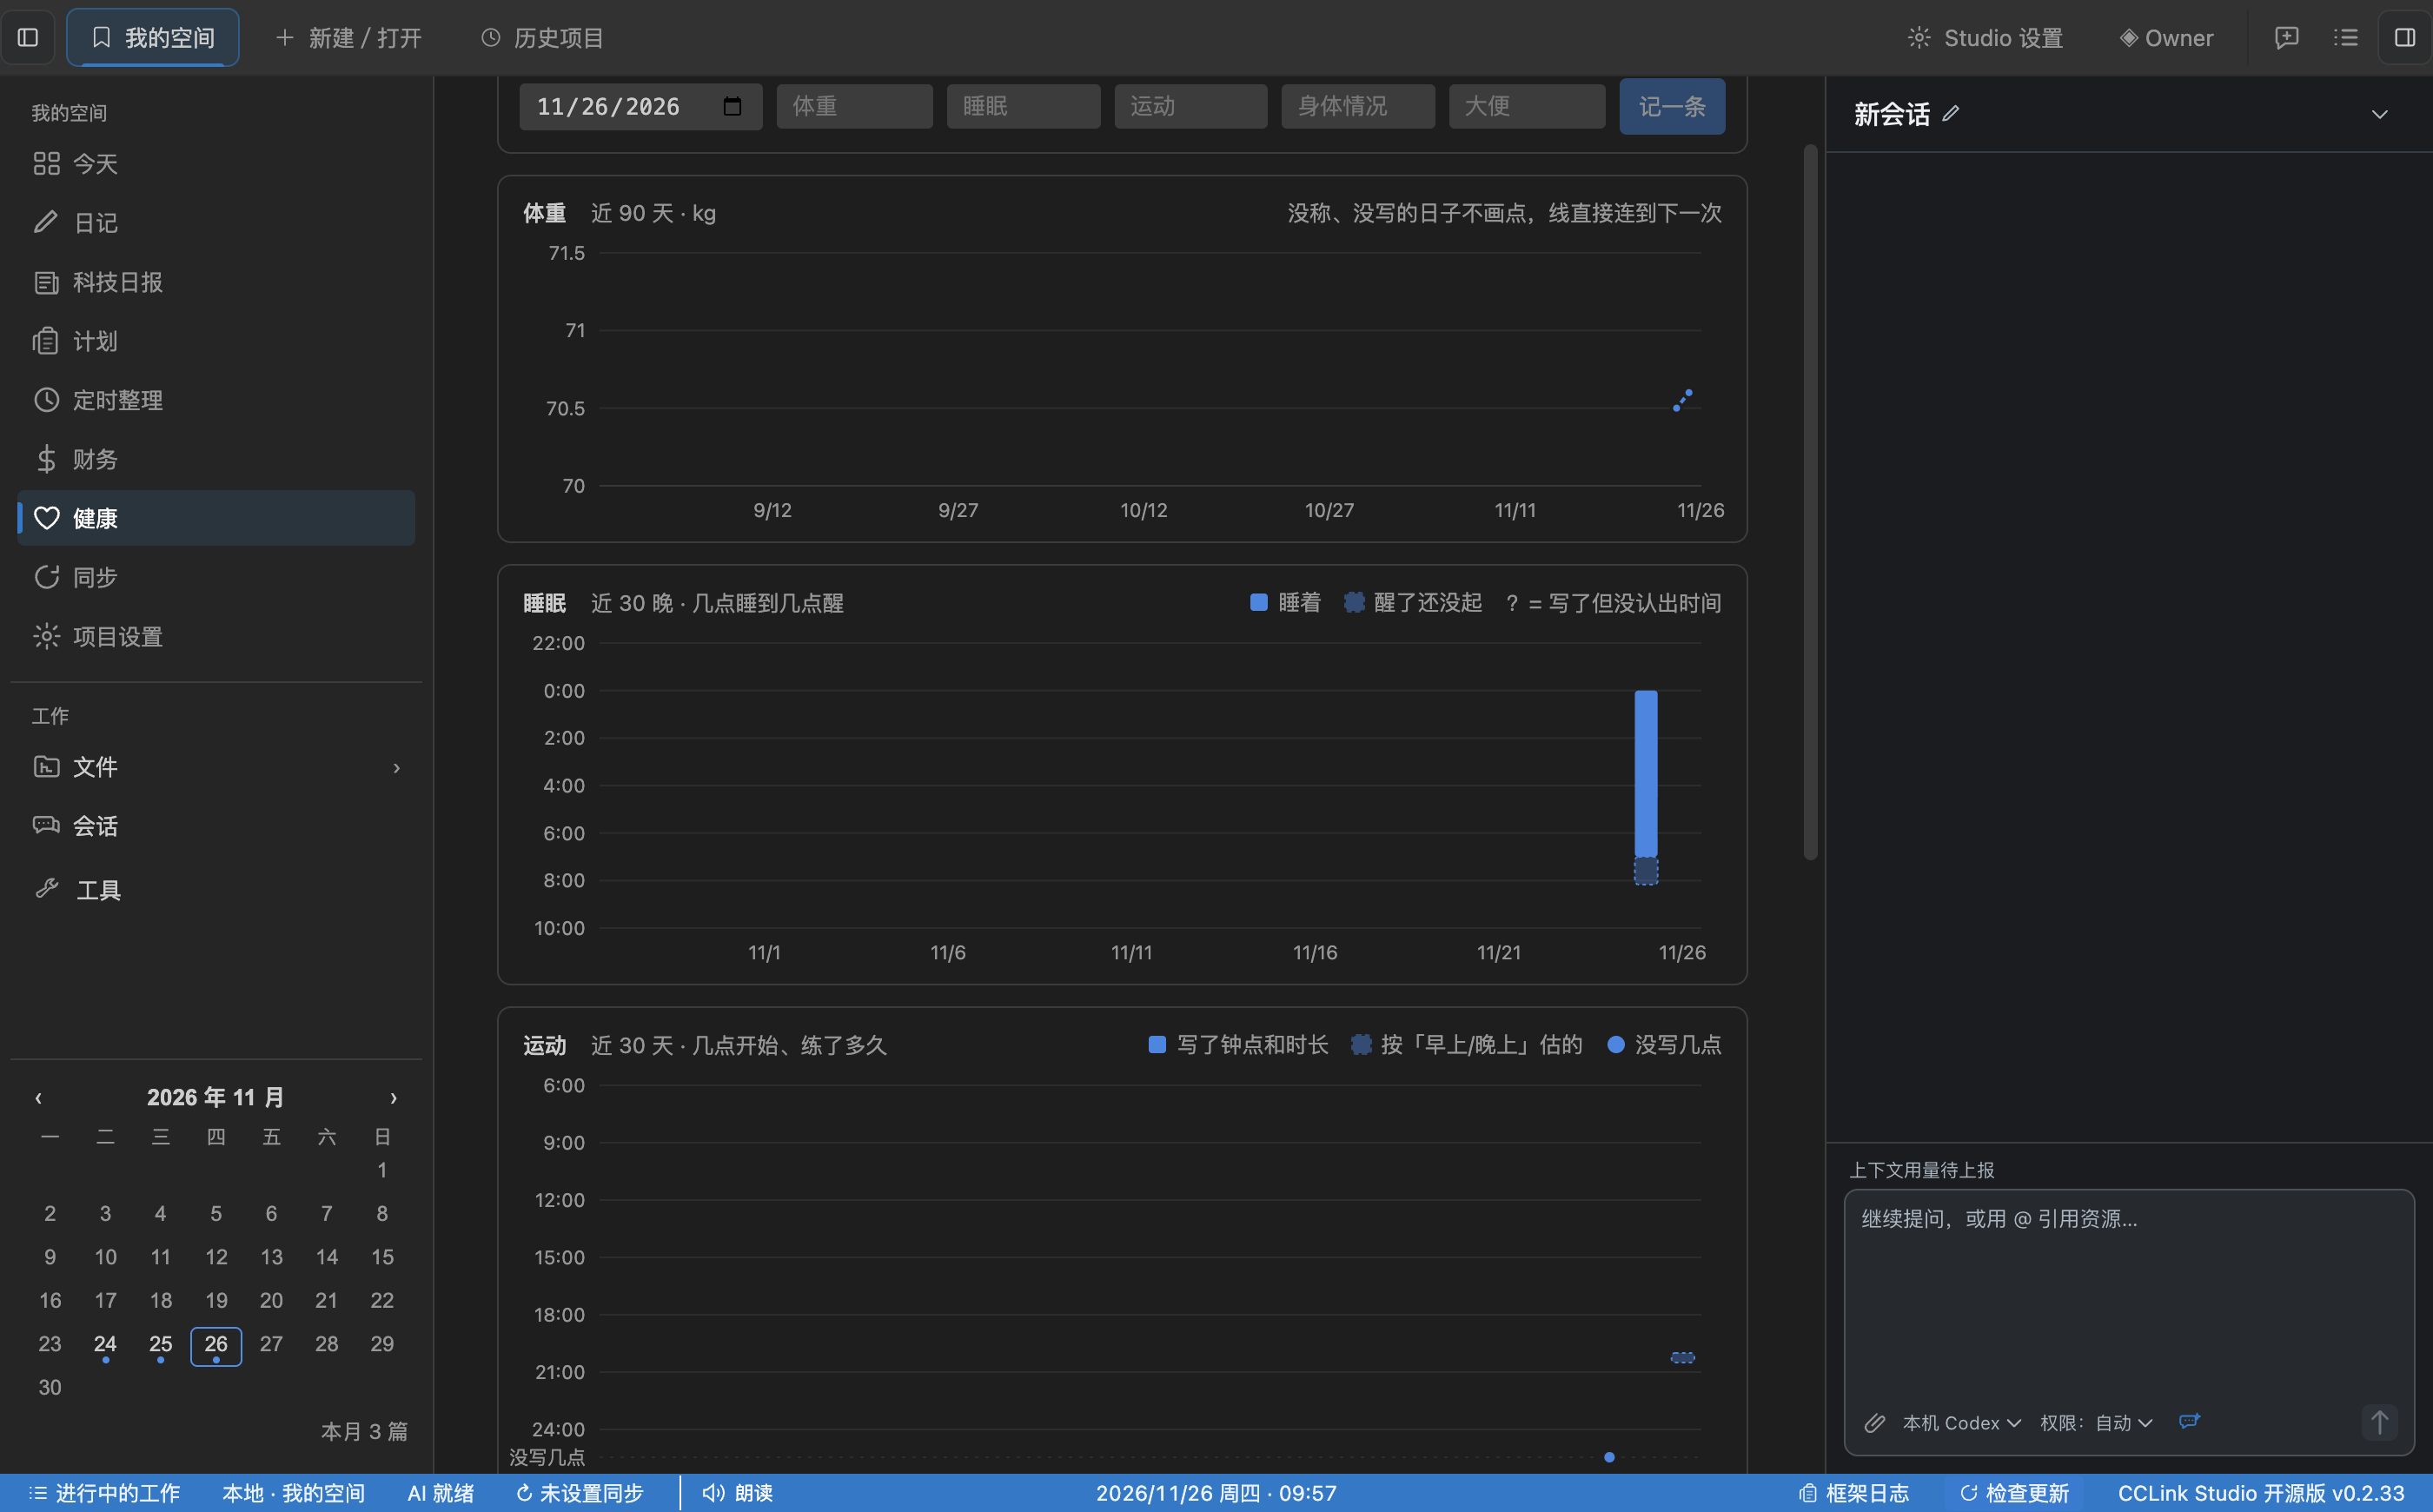 我的空间
新建 / 打开
历史项目
Studio 设置
Owner
我的空间
今天
日记
科技日报
计划
定时整理
财务
健康
同步
项目设置
工作
文件
会话
工具
2026 年 11 月
一 二 三 四 五 六 日
1
2 3 4 5 6 7 8
9 10 11 12 13 14 15
16 17 18 19 20 21 22
23 24 25 26 27 28 29
30
本月 3 篇
11/26/2026 体重 睡眠 运动 身体情况 大便 记一条
体重 近 90 天 · kg 没称、没写的日子不画点，线直接连到下一次
71.5
71
70.5
70
9/12 9/27 10/12 10/27 11/11 11/26
睡眠 近 30 晚 · 几点睡到几点醒 睡着 醒了还没起 ? = 写了但没认出时间
22:00
0:00
2:00
4:00
6:00
8:00
10:00
11/1 11/6 11/11 11/16 11/21 11/26
运动 近 30 天 · 几点开始、练了多久 写了钟点和时长 按「早上/晚上」估的 没写几点
6:00
9:00
12:00
15:00
18:00
21:00
24:00
没写几点
新会话
上下文用量待上报
继续提问，或用 @ 引用资源...
本机 Codex 权限：自动
进行中的工作 本地 · 我的空间 AI 就绪 未设置同步 朗读 2026/11/26 周四 · 09:57 框架日志 检查更新 CCLink Studio 开源版 v0.2.33